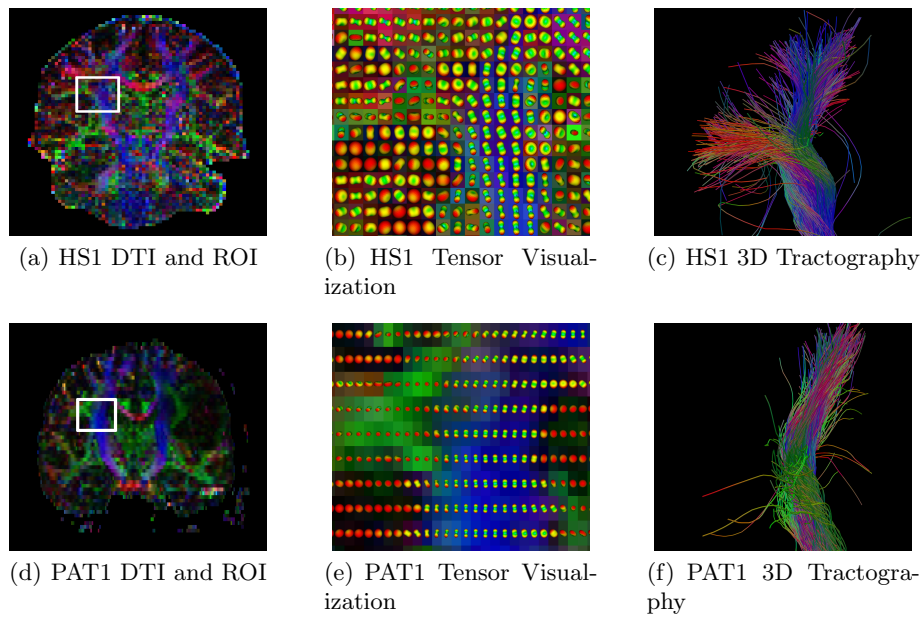 (a) HS1 DTI and ROI
(b) HS1 Tensor Visual-
ization
(c) HS1 3D Tractography
(d) PAT1 DTI and ROI
(e) PAT1 Tensor Visual-
ization
(f) PAT1 3D Tractogra-
phy